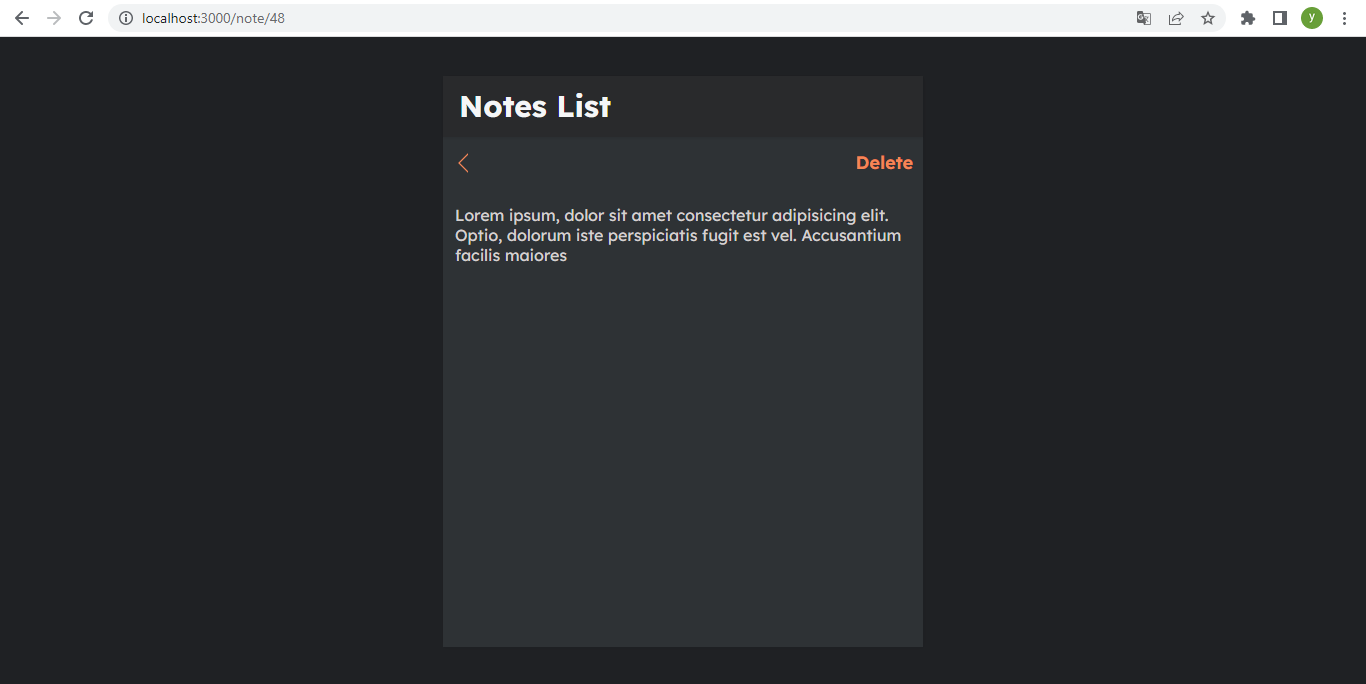 localhost:3000/note/48
y
Notes List
Delete
Lorem ipsum, dolor sit amet consectetur adipisicing elit.
Optio, dolorum iste perspiciatis fugit est vel. Accusantium
facilis maiores